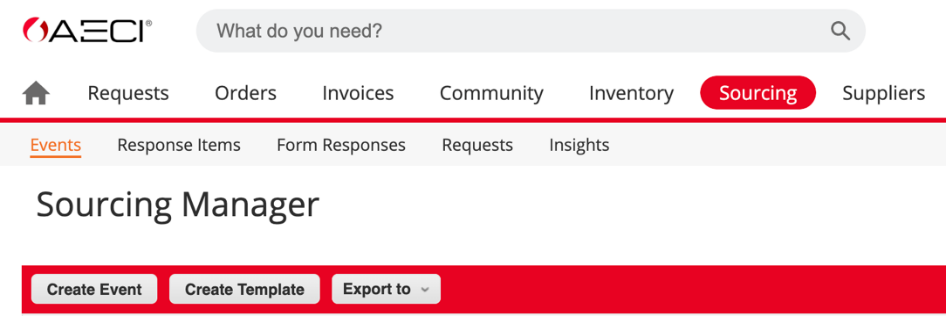 AECI®
What do you need?
Requests Orders Invoices Community Inventory Sourcing Suppliers
Events Response Items Form Responses Requests Insights
Sourcing Manager
Create Event Create Template Export to